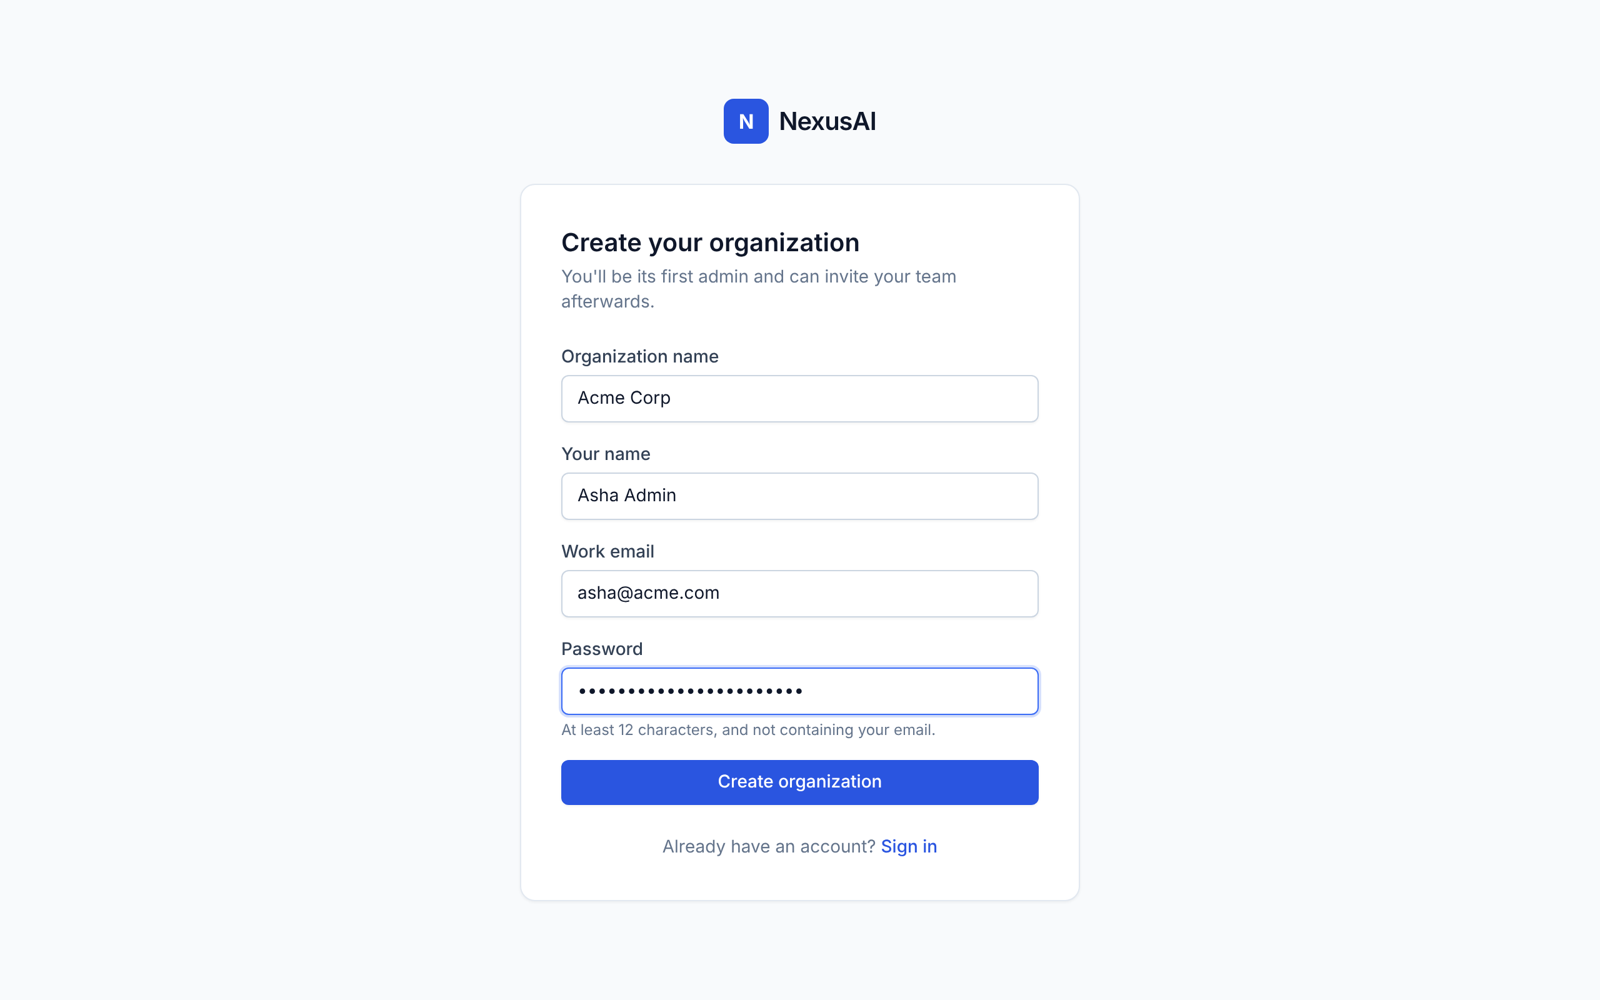 N NexusAI
Create your organization
You'll be its first admin and can invite your team
afterwards.
Organization name
Acme Corp
Your name
Asha Admin
Work email
asha@acme.com
Password
•••••••••••••••••••••••
At least 12 characters, and not containing your email.
Create organization
Already have an account? Sign in